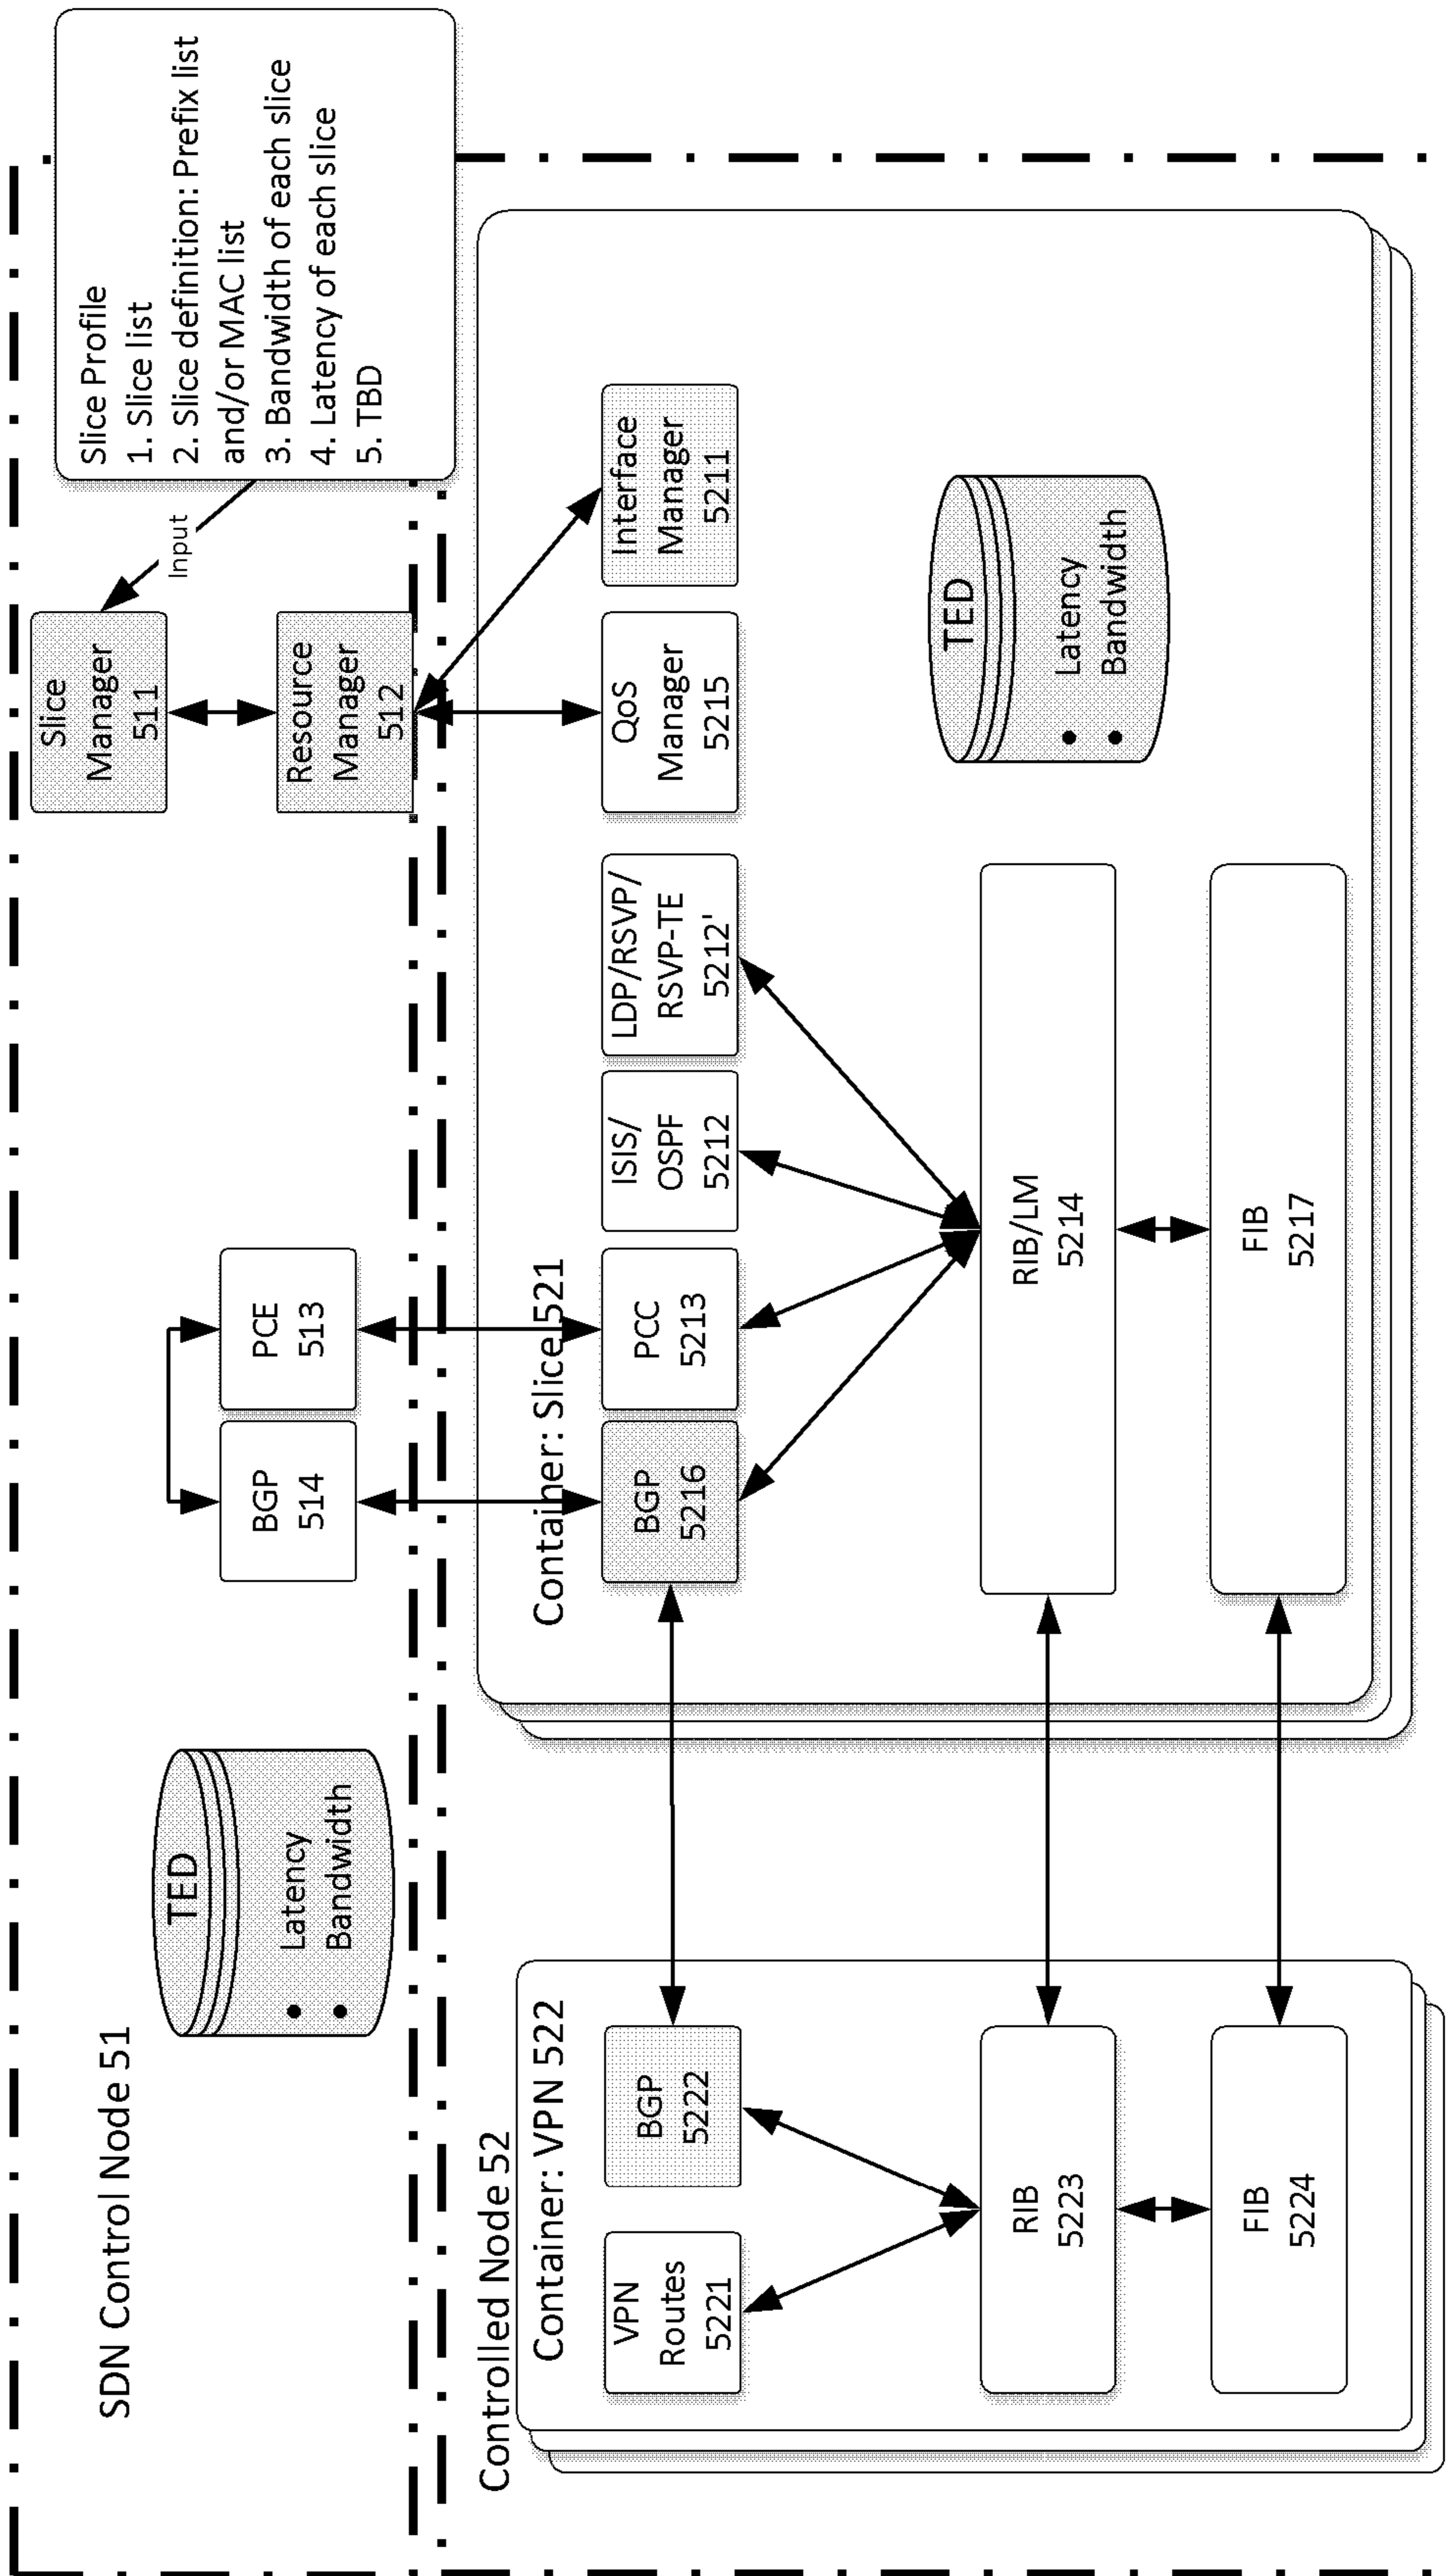 SDN Control Node 51
TED
• Latency
• Bandwidth
BGP
514
PCE
513
Slice
Manager
511
Resource
Manager
512
Input
Slice Profile
1. Slice list
2. Slice definition: Prefix list
and/or MAC list
3. Bandwidth of each slice
4. Latency of each slice
5. TBD
Controlled Node 52
Container: VPN 522
VPN
Routes
5221
BGP
5222
RIB
5223
FIB
5224
Container: Slice 521
BGP
5216
PCC
5213
ISIS/
OSPF
5212
LDP/RSVP/
RSVP-TE
5212'
QoS
Manager
5215
Interface
Manager
5211
RIB/LM
5214
FIB
5217
TED
• Latency
• Bandwidth